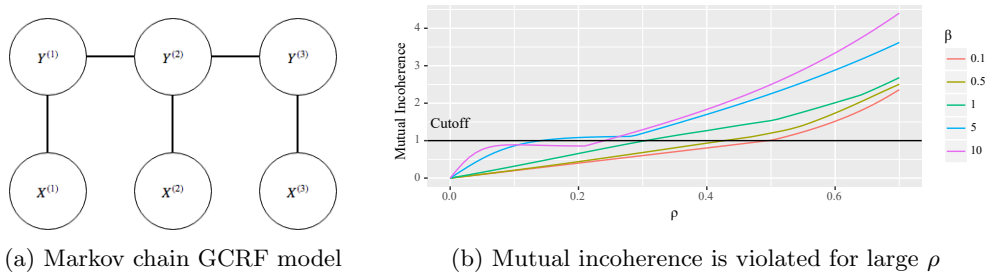 Y(1) Y(2) Y(3)
X(1) X(2) X(3)
(a) Markov chain GCRF model
Mutual Incoherence
4
3
2
1
0
Cutoff
0.0 0.2 0.4 0.6
ρ
β
0.1
0.5
1
5
10
(b) Mutual incoherence is violated for large ρ